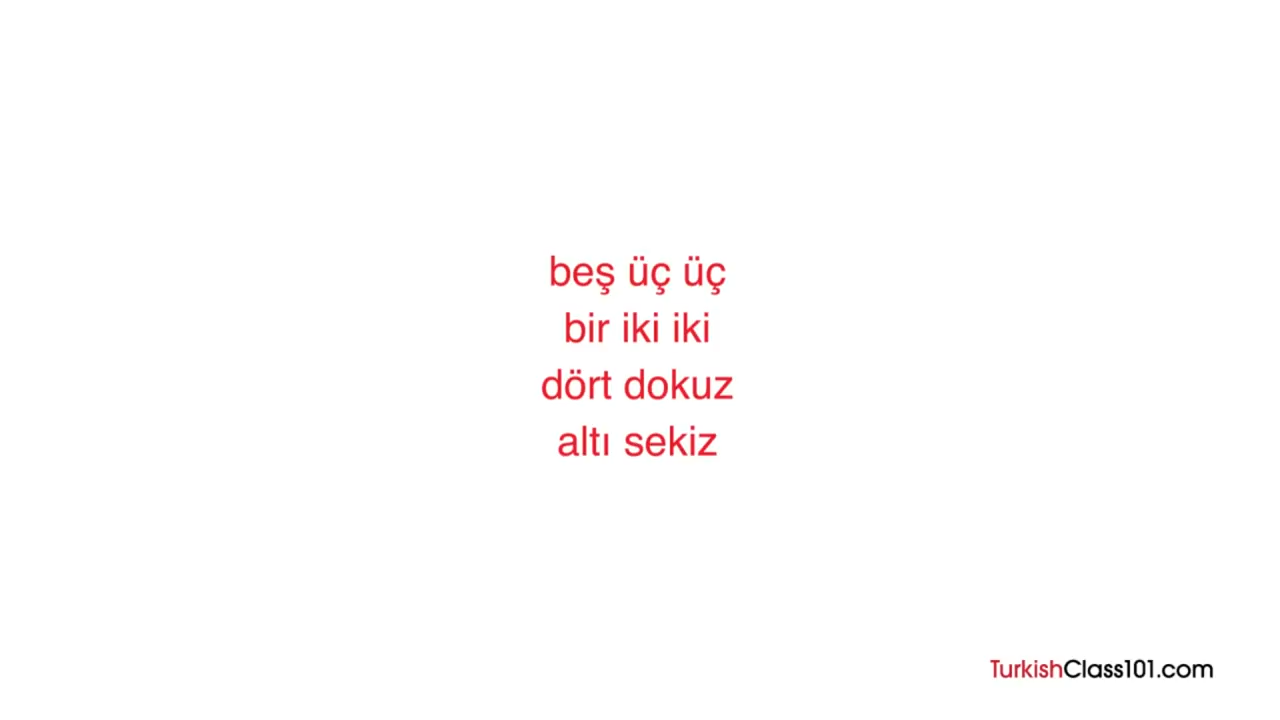 beş üç üç
bir iki iki
dört dokuz
altı sekiz
TurkishClass101.com